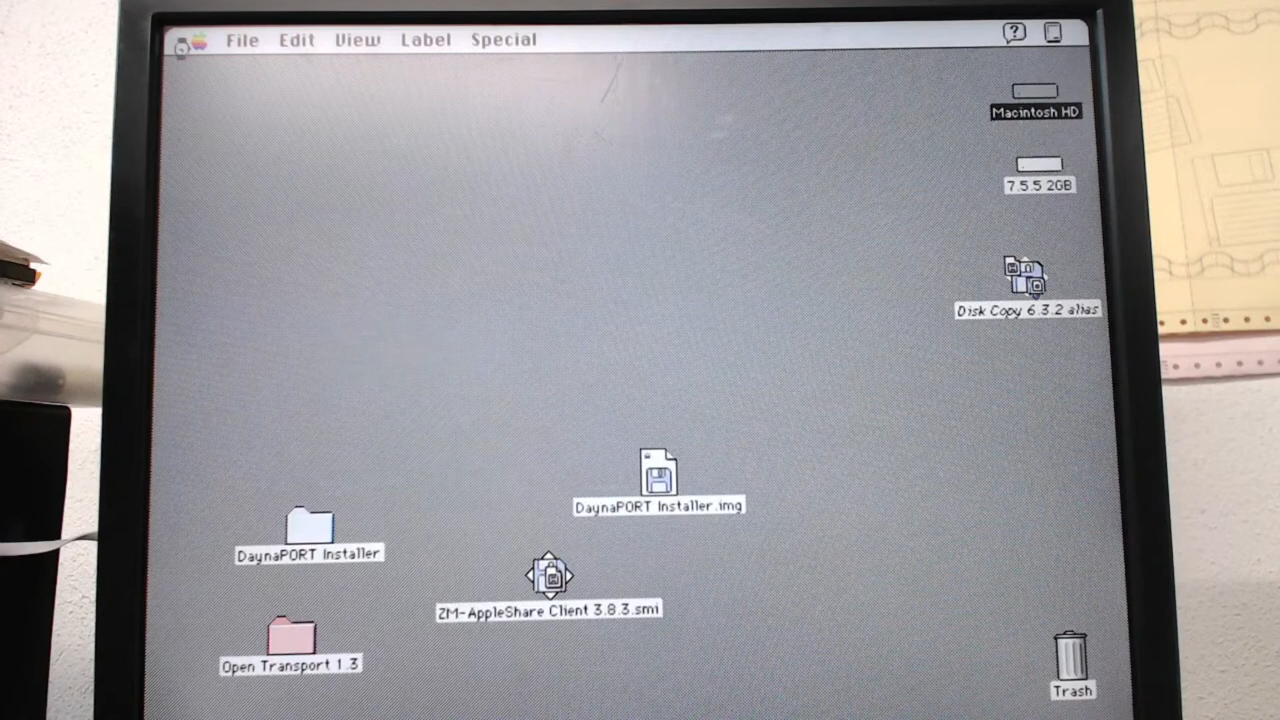 File Edit View Label Special
Macintosh HD
7.5.5 2GB
Disk Copy 6.3.2 alias
DaynaPORT Installer.img
DaynaPORT Installer
ZM-AppleShare Client 3.8.3.smi
Open Transport 1.3
Trash